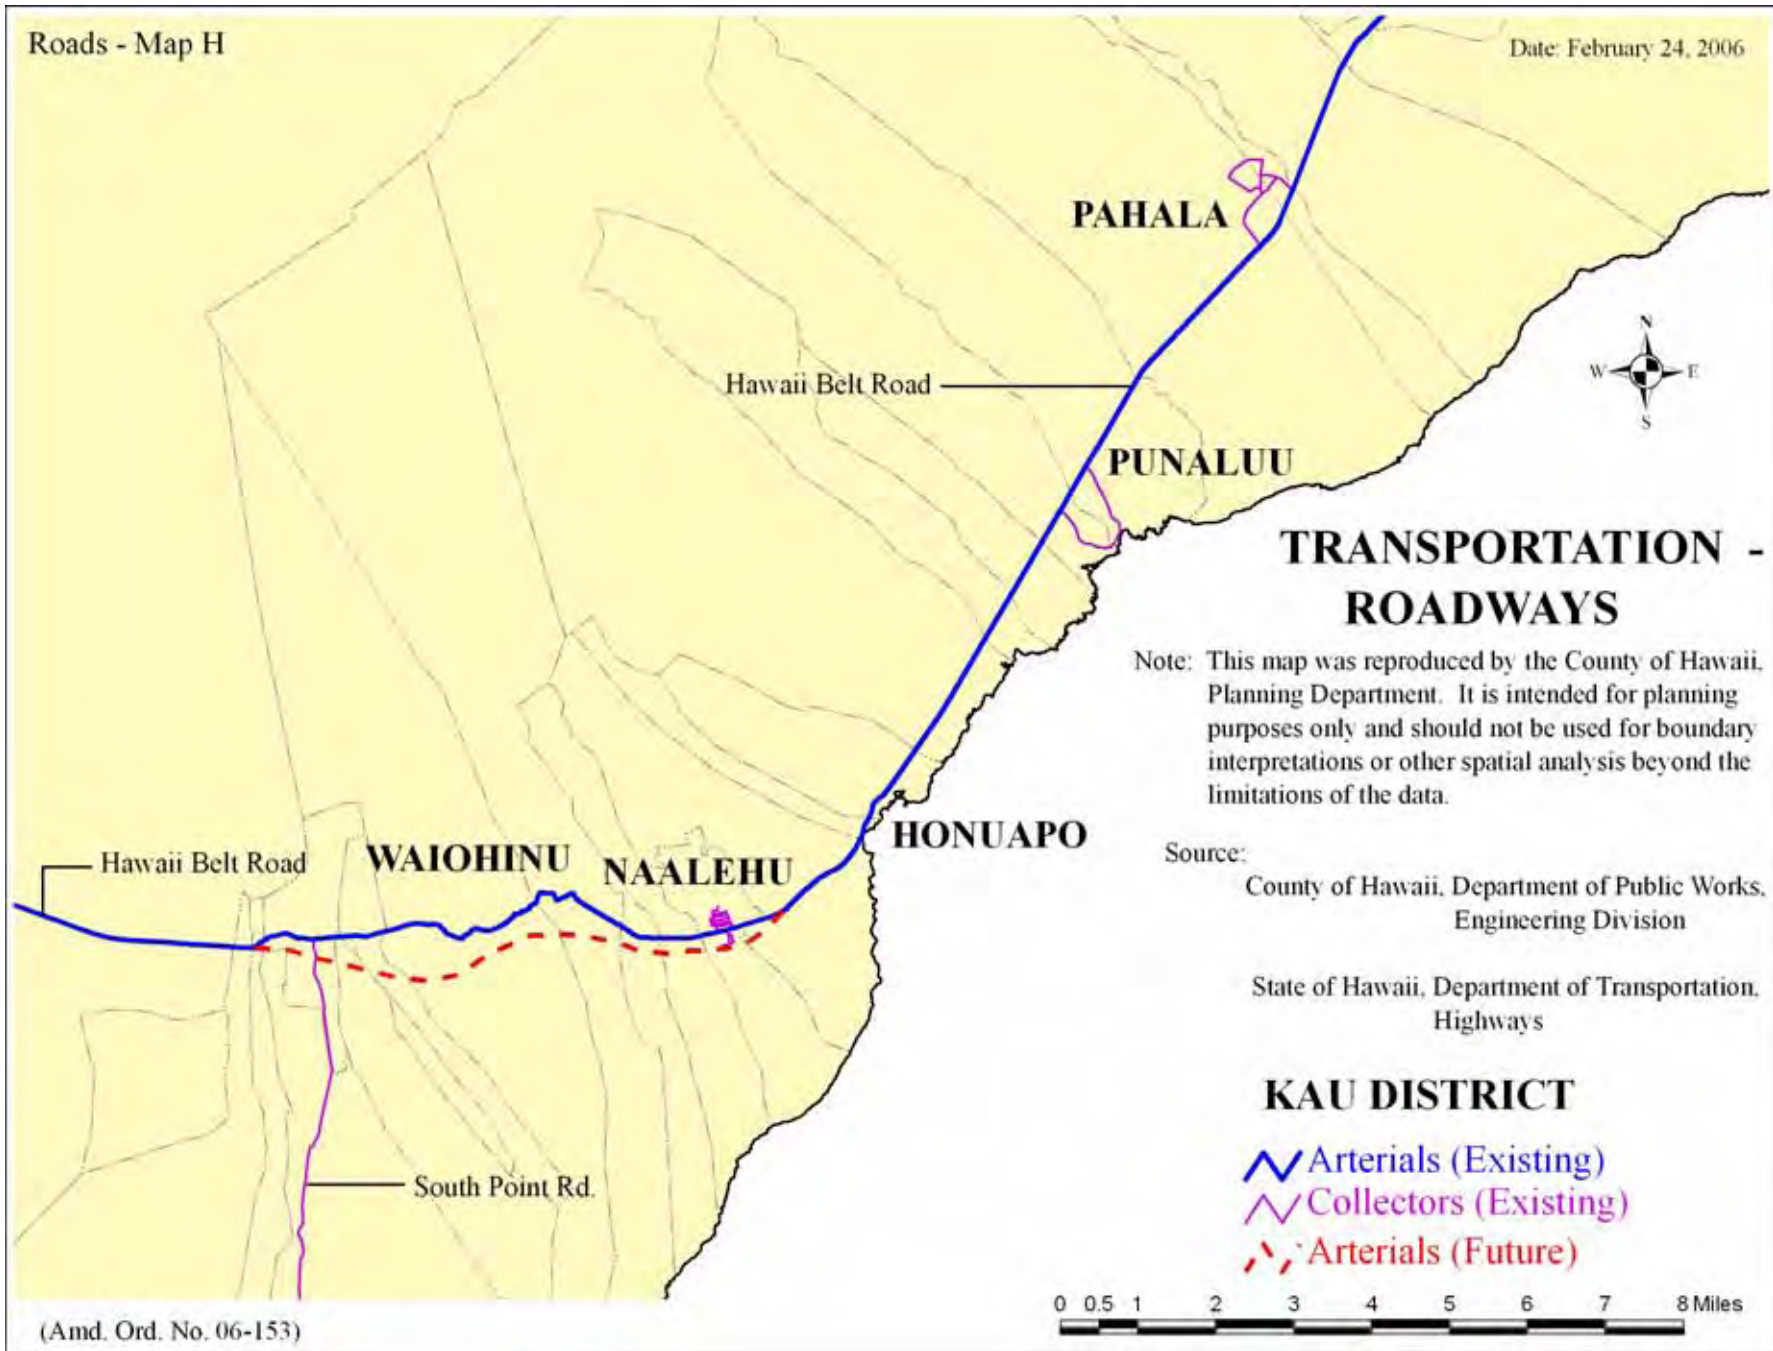 Roads - Map H
Date: February 24, 2006
PAHALA
N
W
E
S
Hawaii Belt Road
PUNALUU
TRANSPORTATION -
ROADWAYS
Note: This map was reproduced by the County of Hawaii,
Planning Department. It is intended for planning
purposes only and should not be used for boundary
interpretations or other spatial analysis beyond the
limitations of the data.
HONUAPO
WAIOHINU
NAALEHU
Hawaii Belt Road
Source:
County of Hawaii, Department of Public Works,
Engineering Division
State of Hawaii, Department of Transportation,
Highways
KAU DISTRICT
Arterials (Existing)
Collectors (Existing)
Arterials (Future)
South Point Rd.
0 0.5 1 2 3 4 5 6 7 8 Miles
(Amd. Ord. No. 06-153)